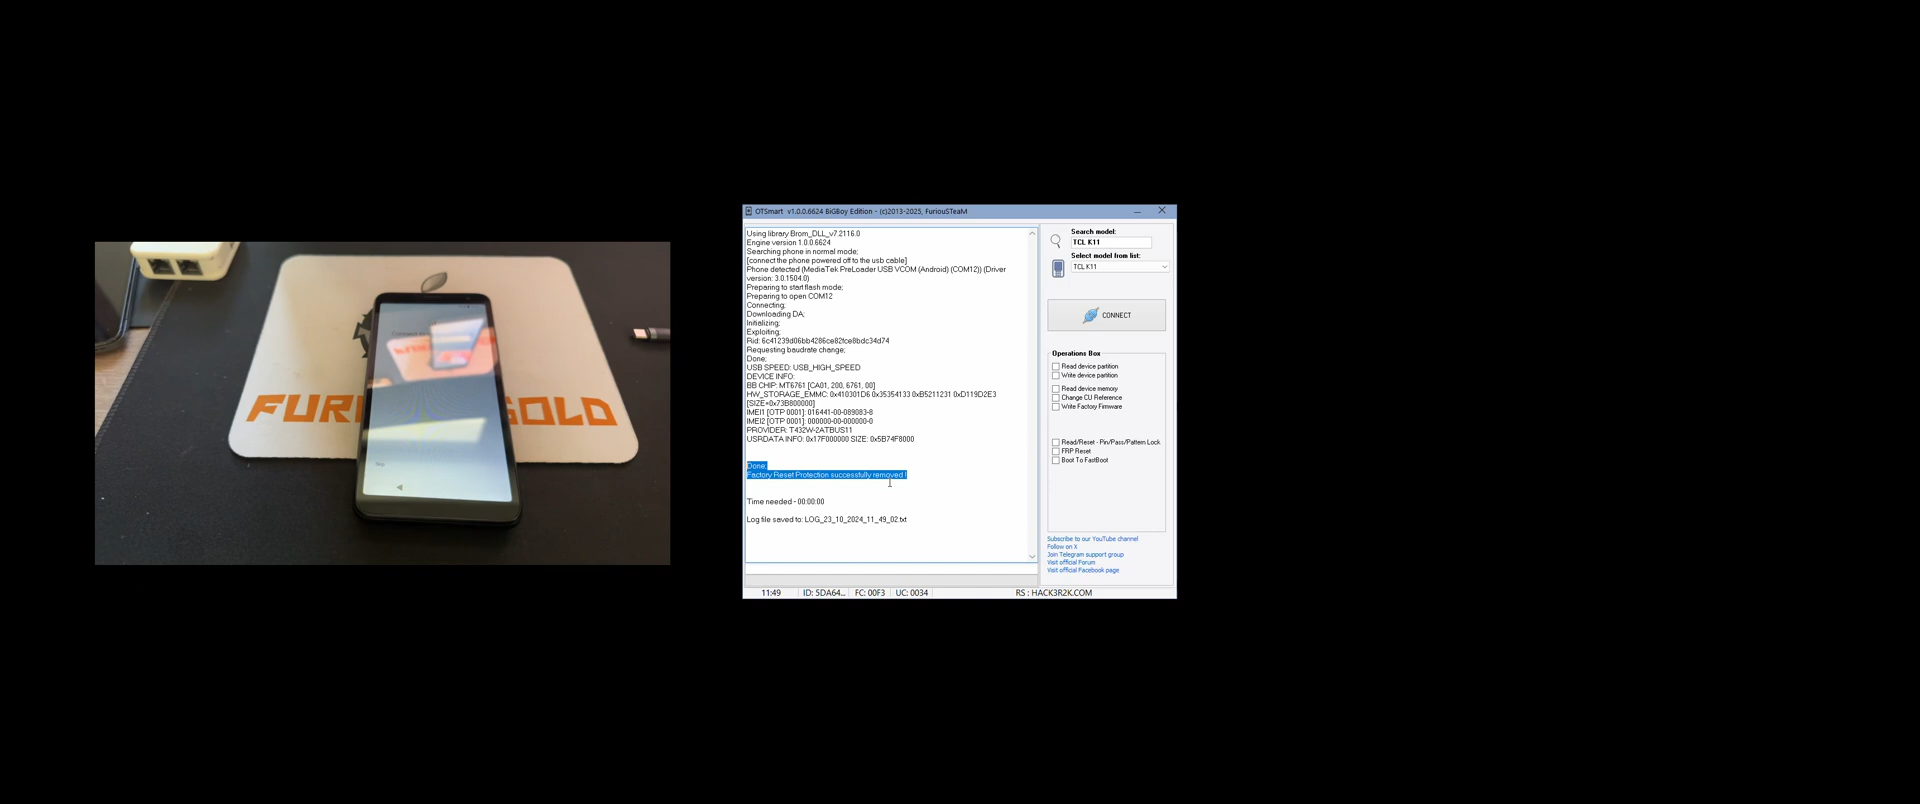 FURI
GOLD
Skip
OTSmart v1.0.0.6624 BiGBoy Edition - (c)2013-2025, FuriouSTeaM
Using library Brom_DLL_v7.2116.0
Engine version 1.0.0.6624
Searching phone in normal mode;
[connect the phone powered off to the usb cable]
Phone detected (MediaTek PreLoader USB VCOM (Android) (COM12)) (Driver
version: 3.0.1504.0)
Preparing to start flash mode;
Preparing to open COM12
Connecting;
Downloading DA;
Initializing;
Exploiting;
Rid: 6c41239d06bb4286ce82fce8bdc34d74
Requesting baudrate change;
Done;
USB SPEED: USB_HIGH_SPEED
DEVICE INFO:
BB CHIP: MT6761 [CA01, 200, 6761, 00]
HW_STORAGE_EMMC: 0x410301D6 0x35354133 0xB5211231 0xD119D2E3
[SIZE=0x73B800000]
IMEI1 [OTP 0001]: 016441-00-089083-8
IMEI2 [OTP 0001]: 000000-00-000000-0
PROVIDER: T432W-2ATBUS11
USRDATA INFO: 0x17F000000 SIZE: 0x5B74F8000
Done;
Factory Reset Protection successfully removed !
Time needed - 00:00:00
Log file saved to: LOG_23_10_2024_11_49_02.txt
Search model:
TCL K11
Select model from list:
TCL K11
CONNECT
Operations Box
Read device partition
Write device partition
Read device memory
Change CU Reference
Write Factory Firmware
Read/Reset - Pin/Pass/Pattern Lock
FRP Reset
Boot To FastBoot
Subscribe to our YouTube channel
Follow on X
Join Telegram support group
Visit official Forum
Visit official Facebook page
11:49 ID: 5DA64... FC: 00F3 UC: 0034 RS : HACK3R2K.COM